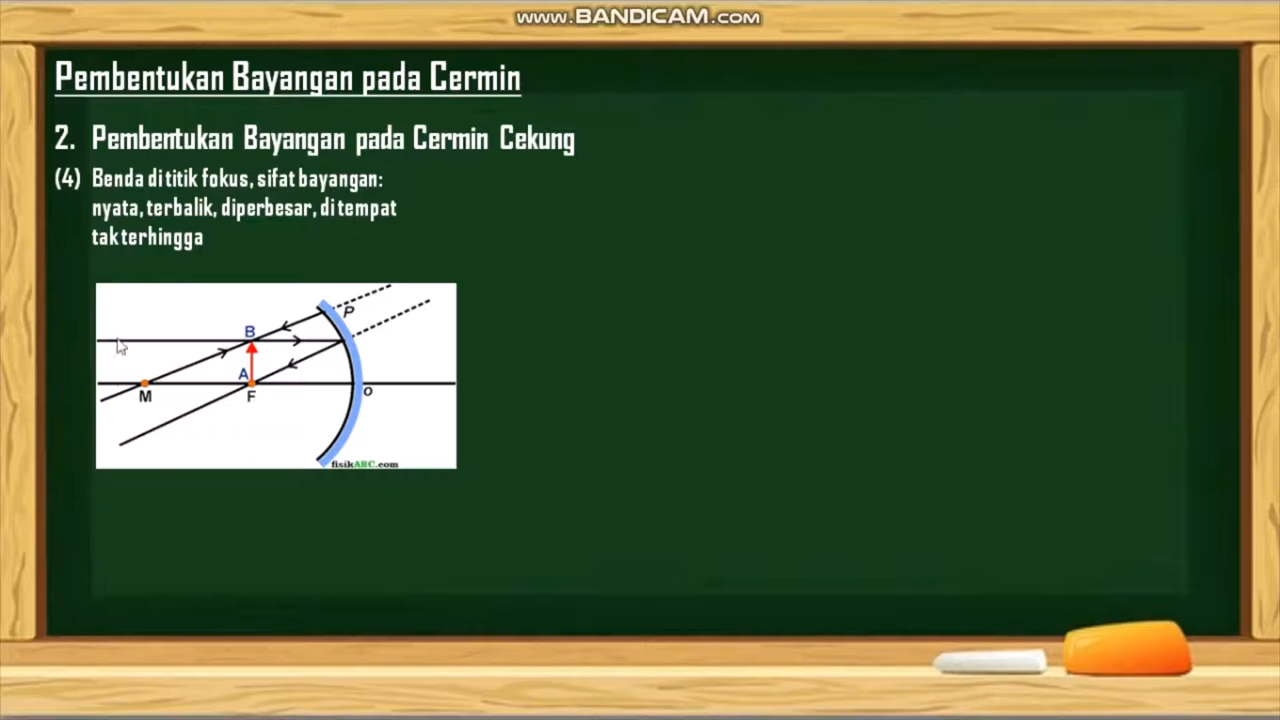 www.BANDICAM.com
Pembentukan Bayangan pada Cermin
2. Pembentukan Bayangan pada Cermin Cekung
(4) Benda di titik fokus, sifat bayangan:
nyata, terbalik, diperbesar, di tempat
tak terhingga
P
B
A
M
F
O
fisikABC.com